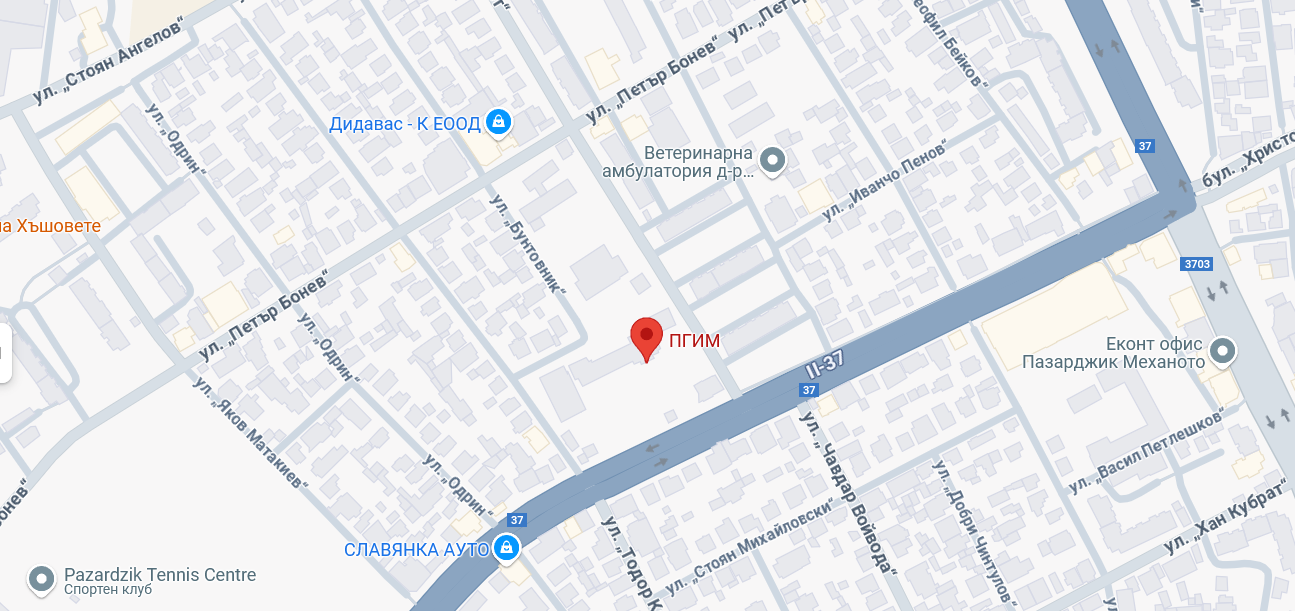 ул. „Стоян Ангелов“
ул. „Петър Бонев“
ул. „Петър
37
ул. „Одрин“
Дидавас - К ЕООД
Ветеринарна
амбулатория д-р...
ул. „Иванчо Пенов“
бул. „Христо
Хъшовете
ул. „Бунтовник“
3703
ул. „Петър Бонев“
ул. „Одрин“
ПГИМ
II-37
37
Еконт офис
Пазарджик Механото
ул. „Яков Матакиев“
ул. „Одрин“
ул. „Чавдар Войвода“
ул. „Васил Петлешков“
ул. „Добри Чинтулов“
ул. „Хан Кубрат“
37
СЛАВЯНКА АУТО
ул. „Тодор К
ул. „Стоян Михайловски“
Pazardzik Tennis Centre
Спортен клуб